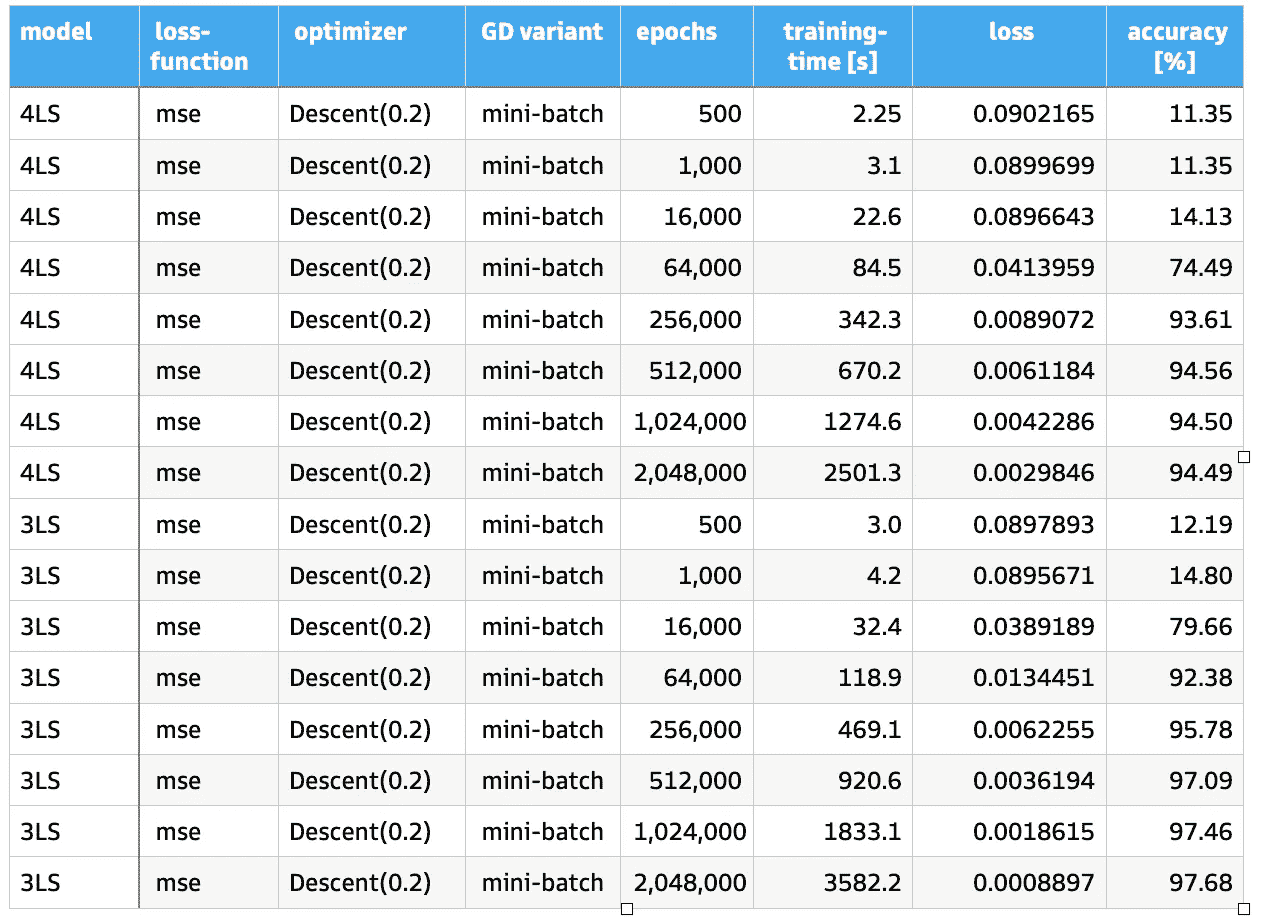 model loss-function optimizer GD variant epochs training-time [s] loss accuracy [%]
4LS mse Descent(0.2) mini-batch 500 2.25 0.0902165 11.35
4LS mse Descent(0.2) mini-batch 1,000 3.1 0.0899699 11.35
4LS mse Descent(0.2) mini-batch 16,000 22.6 0.0896643 14.13
4LS mse Descent(0.2) mini-batch 64,000 84.5 0.0413959 74.49
4LS mse Descent(0.2) mini-batch 256,000 342.3 0.0089072 93.61
4LS mse Descent(0.2) mini-batch 512,000 670.2 0.0061184 94.56
4LS mse Descent(0.2) mini-batch 1,024,000 1274.6 0.0042286 94.50
4LS mse Descent(0.2) mini-batch 2,048,000 2501.3 0.0029846 94.49
3LS mse Descent(0.2) mini-batch 500 3.0 0.0897893 12.19
3LS mse Descent(0.2) mini-batch 1,000 4.2 0.0895671 14.80
3LS mse Descent(0.2) mini-batch 16,000 32.4 0.0389189 79.66
3LS mse Descent(0.2) mini-batch 64,000 118.9 0.0134451 92.38
3LS mse Descent(0.2) mini-batch 256,000 469.1 0.0062255 95.78
3LS mse Descent(0.2) mini-batch 512,000 920.6 0.0036194 97.09
3LS mse Descent(0.2) mini-batch 1,024,000 1833.1 0.0018615 97.46
3LS mse Descent(0.2) mini-batch 2,048,000 3582.2 0.0008897 97.68